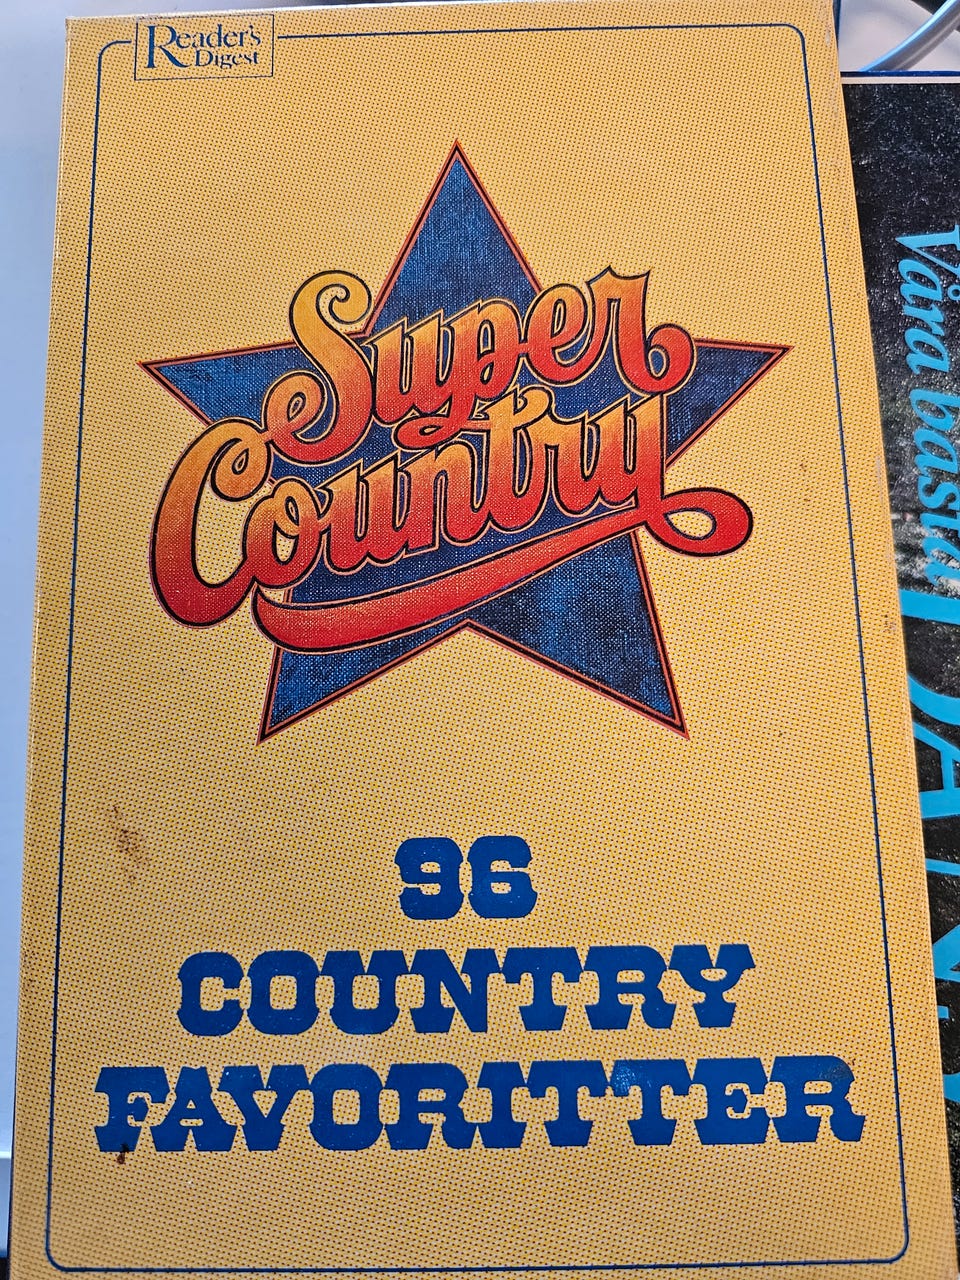 Reader's
Digest
Super
Country
96
COUNTRY
FAVORITTER
Våra bästa